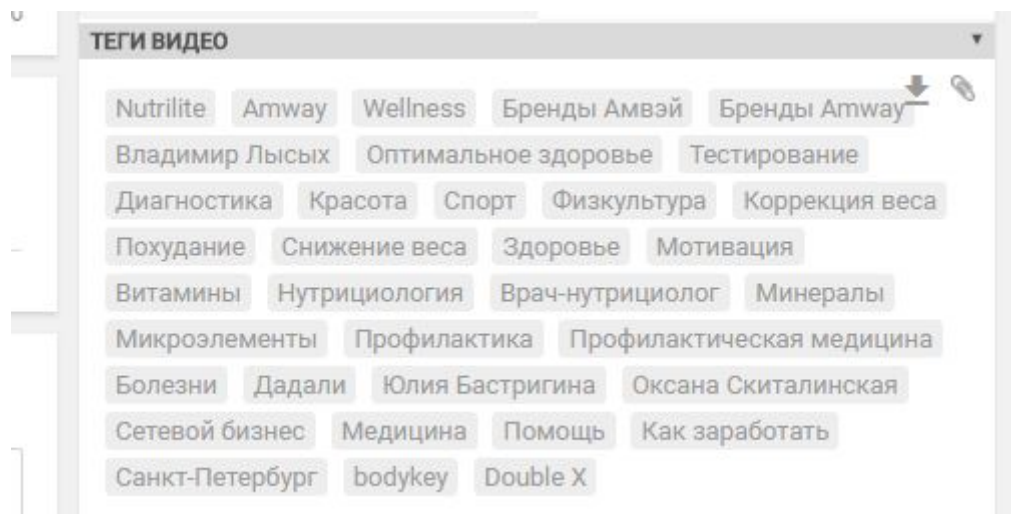 ТЕГИ ВИДЕО
Nutrilite Amway Wellness Бренды Амвэй Бренды Amway
Владимир Лысых Оптимальное здоровье Тестирование
Диагностика Красота Спорт Физкультура Коррекция веса
Похудание Снижение веса Здоровье Мотивация
Витамины Нутрициология Врач-нутрициолог Минералы
Микроэлементы Профилактика Профилактическая медицина
Болезни Дадали Юлия Бастригина Оксана Скиталинская
Сетевой бизнес Медицина Помощь Как заработать
Санкт-Петербург bodykey Double X